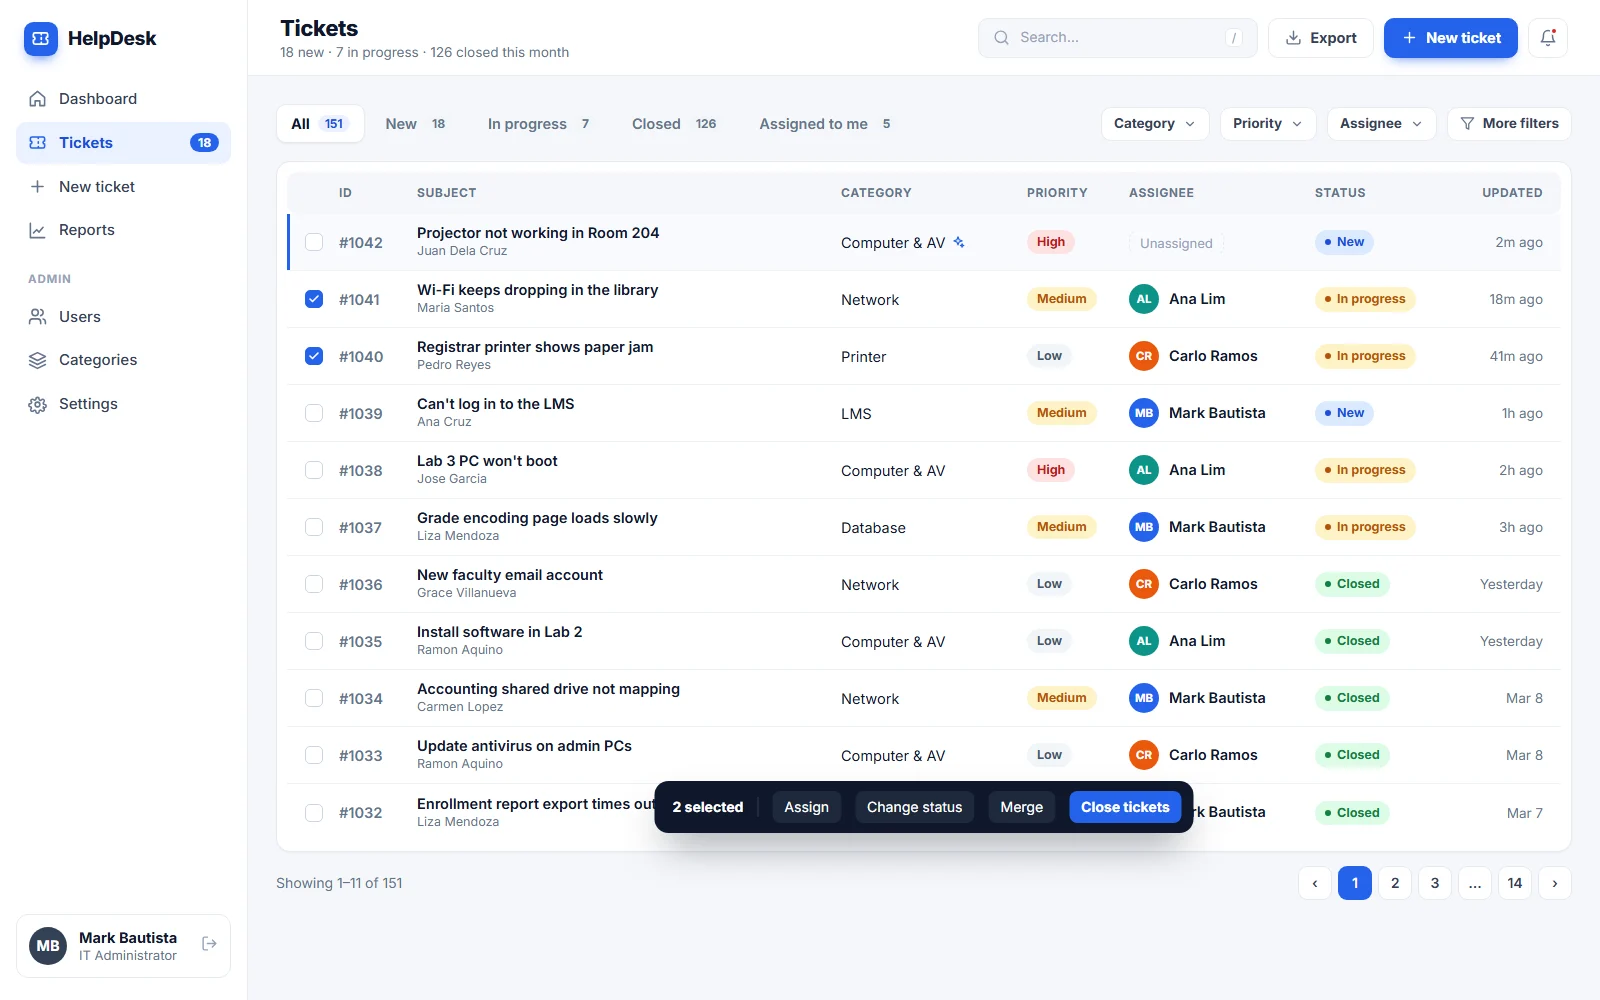 HelpDesk
Dashboard
Tickets 18
New ticket
Reports
ADMIN
Users
Categories
Settings
MB Mark Bautista
IT Administrator
Tickets
18 new · 7 in progress · 126 closed this month
Search... /
Export
New ticket
All 151
New 18
In progress 7
Closed 126
Assigned to me 5
Category
Priority
Assignee
More filters
ID SUBJECT CATEGORY PRIORITY ASSIGNEE STATUS UPDATED
#1042 Projector not working in Room 204 Computer & AV High Unassigned New 2m ago
Juan Dela Cruz
#1041 Wi-Fi keeps dropping in the library Network Medium AL Ana Lim In progress 18m ago
Maria Santos
#1040 Registrar printer shows paper jam Printer Low CR Carlo Ramos In progress 41m ago
Pedro Reyes
#1039 Can't log in to the LMS LMS Medium MB Mark Bautista New 1h ago
Ana Cruz
#1038 Lab 3 PC won't boot Computer & AV High AL Ana Lim In progress 2h ago
Jose Garcia
#1037 Grade encoding page loads slowly Database Medium MB Mark Bautista In progress 3h ago
Liza Mendoza
#1036 New faculty email account Network Low CR Carlo Ramos Closed Yesterday
Grace Villanueva
#1035 Install software in Lab 2 Computer & AV Low AL Ana Lim Closed Yesterday
Ramon Aquino
#1034 Accounting shared drive not mapping Network Medium MB Mark Bautista Closed Mar 8
Carmen Lopez
#1033 Update antivirus on admin PCs Computer & AV Low CR Carlo Ramos Closed Mar 8
Ramon Aquino
#1032 Enrollment report export times out Bautista Closed Mar 7
Liza Mendoza
2 selected Assign Change status Merge Close tickets
Showing 1–11 of 151
‹ 1 2 3 ... 14 ›